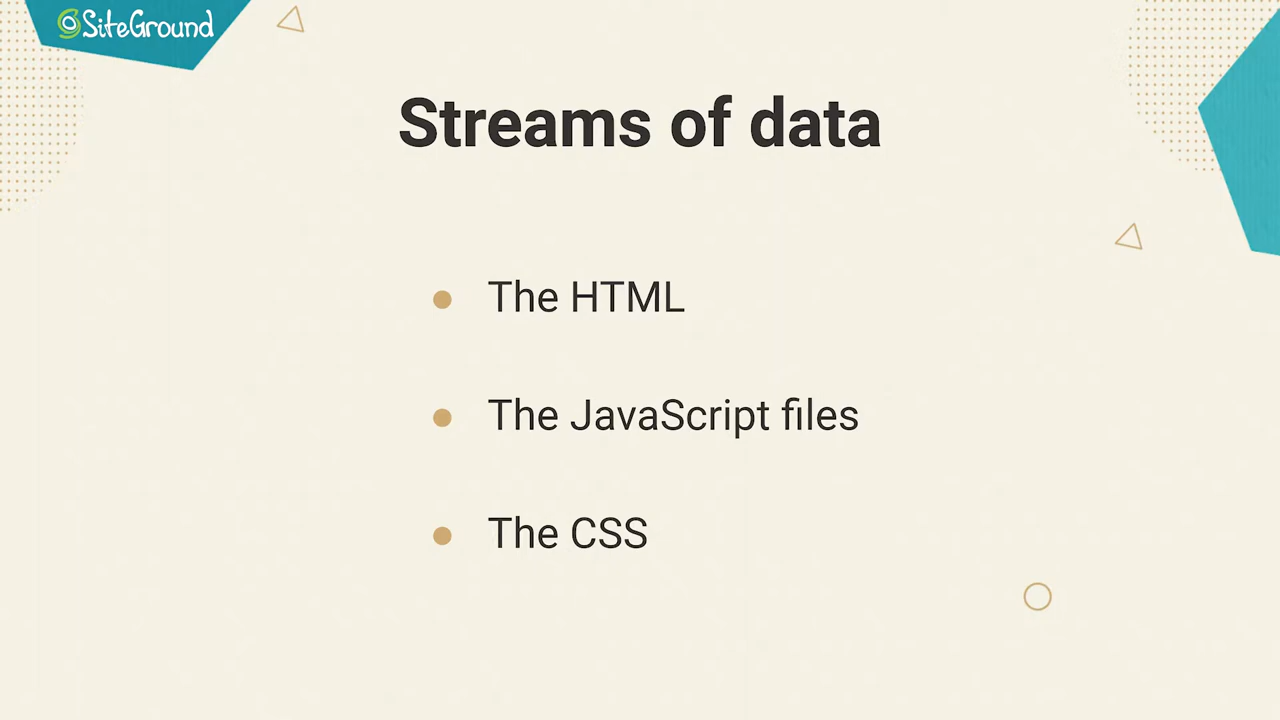 SiteGround
Streams of data
The HTML
The JavaScript files
The CSS